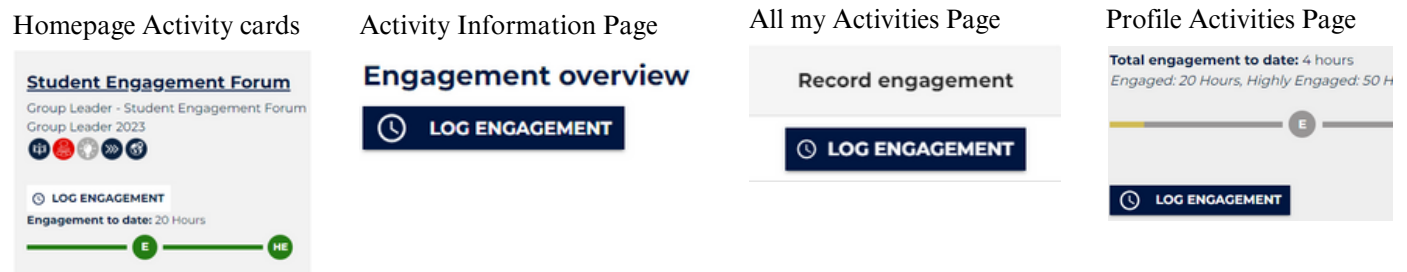 Homepage Activity cards
Student Engagement Forum
Group Leader - Student Engagement Forum
Group Leader 2023
LOG ENGAGEMENT
Engagement to date: 20 Hours
E
HE
Activity Information Page
Engagement overview
LOG ENGAGEMENT
All my Activities Page
Record engagement
LOG ENGAGEMENT
Profile Activities Page
Total engagement to date: 4 hours
Engaged: 20 Hours, Highly Engaged: 50 H
E
LOG ENGAGEMENT